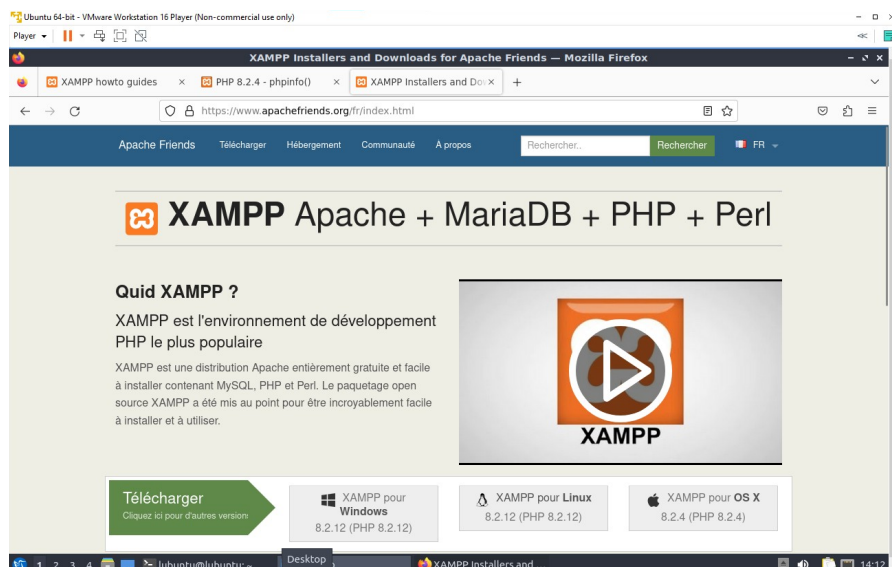 Ubuntu 64-bit - VMware Workstation 16 Player (Non-commercial use only)
Player
XAMPP Installers and Downloads for Apache Friends — Mozilla Firefox
XAMPP howto guides
PHP 8.2.4 - phpinfo()
XAMPP Installers and Dow
https://www.apachefriends.org/fr/index.html
Apache Friends Télécharger Hébergement Communauté À propos Rechercher.. Rechercher FR
XAMPP Apache + MariaDB + PHP + Perl
Quid XAMPP ?
XAMPP est l'environnement de développement
PHP le plus populaire
XAMPP est une distribution Apache entièrement gratuite et facile
à installer contenant MySQL, PHP et Perl. Le paquetage open
source XAMPP a été mis au point pour être incroyablement facile
à installer et à utiliser.
XAMPP
Télécharger
Cliquez ici pour d'autres versions
XAMPP pour
Windows
8.2.12 (PHP 8.2.12)
XAMPP pour Linux
8.2.12 (PHP 8.2.12)
XAMPP pour OS X
8.2.4 (PHP 8.2.4)
Desktop
1 2 3 4 lubuntu@lubuntu: ~ XAMPP Installers and 14:12